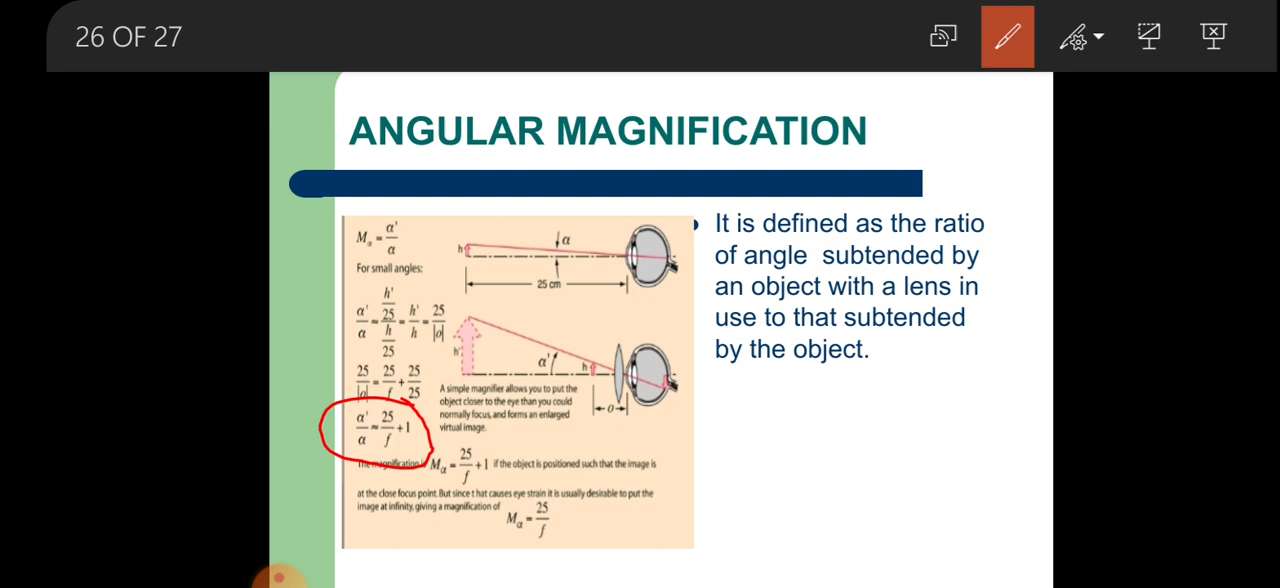 26 OF 27
ANGULAR MAGNIFICATION
Mα = α' / α
For small angles:
α' / α ≈ (h' / 25) / (h / 25) = h' / h = 25 / |o|
25 / |o| = 25 / f + 25 / 25
α' / α ≈ 25 / f + 1
h
α
25 cm
h'
α'
h
o
A simple magnifier allows you to put the
object closer to the eye than you could
normally focus, and forms an enlarged
virtual image.
The magnification is Mα = 25 / f + 1 if the object is positioned such that the image is
at the close focus point. But since t hat causes eye strain it is usually desirable to put the
image at infinity, giving a magnification of
Mα = 25 / f
• It is defined as the ratio
of angle subtended by
an object with a lens in
use to that subtended
by the object.